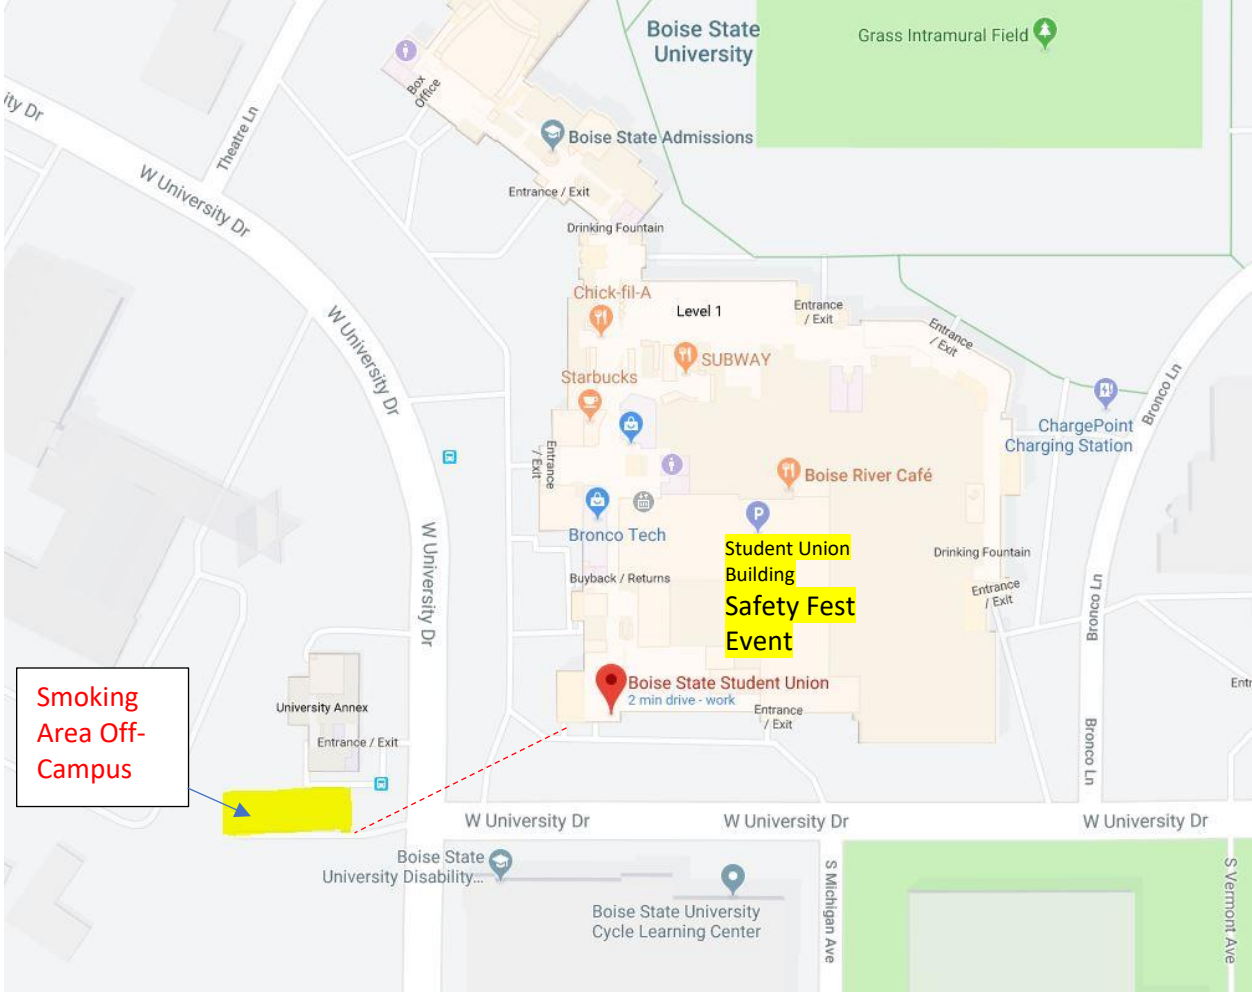 Boise State
University
Grass Intramural Field
Box
Office
ity Dr
Theatre Ln
Boise State Admissions
W University Dr
Entrance / Exit
Drinking Fountain
Chick-fil-A
Level 1
Entrance
/ Exit
Entrance
/ Exit
W University Dr
SUBWAY
Starbucks
Bronco Ln
ChargePoint
Charging Station
Entrance
/ Exit
Boise River Café
Bronco Tech
W University Dr
Student Union
Building
Safety Fest
Event
Drinking Fountain
Buyback / Returns
Entrance
/ Exit
Bronco Ln
Smoking
Area Off-
Campus
University Annex
Entrance / Exit
Boise State Student Union
2 min drive - work
Entrance
/ Exit
Entr
Bronco Ln
W University Dr
W University Dr
W University Dr
Boise State
University Disability...
S Michigan Ave
S Vermont Ave
Boise State University
Cycle Learning Center
P